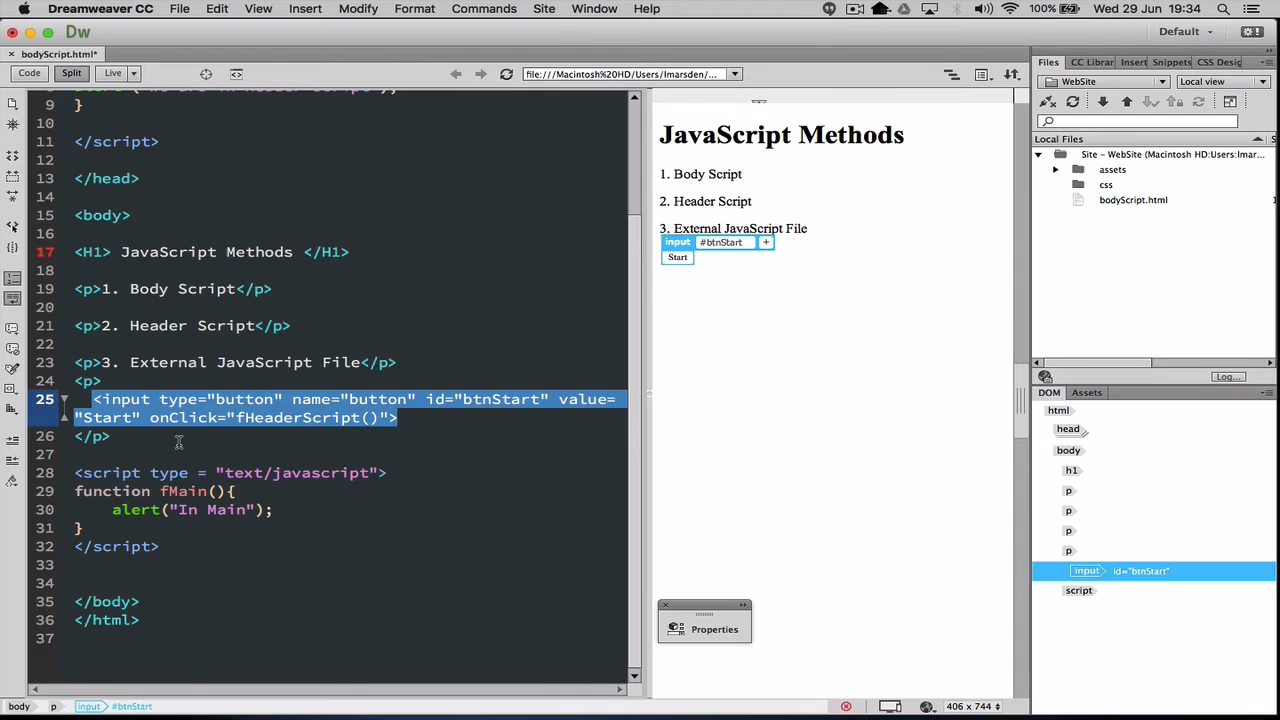 Dreamweaver CC File Edit View Insert Modify Format Commands Site Window Help 100% Wed 29 Jun 19:34
Dw Default
bodyScript.html*
Code Split Live file:///Macintosh%20HD/Users/lmarsden/...
9 }
10
11 </script>
12
13 </head>
14
15 <body>
16
17 <H1> JavaScript Methods </H1>
18
19 <p>1. Body Script</p>
20
21 <p>2. Header Script</p>
22
23 <p>3. External JavaScript File</p>
24 <p>
25 <input type="button" name="button" id="btnStart" value=
"Start" onClick="fHeaderScript()">
26 </p>
27
28 <script type = "text/javascript">
29 function fMain(){
30 alert("In Main");
31 }
32 </script>
33
34
35 </body>
36 </html>
37
body p input #btnStart
JavaScript Methods
1. Body Script
2. Header Script
3. External JavaScript File
input #btnStart +
Start
Properties
406 x 744
Files CC Librar Insert Snippets CSS Desig
WebSite Local view
Local Files
Site - WebSite (Macintosh HD:Users:lmar...
assets
css
bodyScript.html
Log...
DOM Assets
html
head
body
h1
p
p
p
p
input id="btnStart"
script